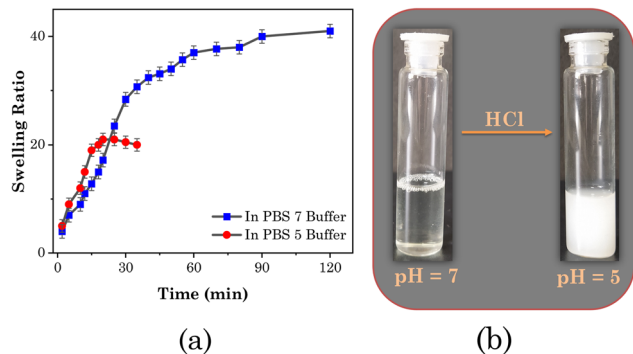 (a)
Swelling Ratio
40
20
0
0
30
60
90
120
In PBS 7 Buffer
In PBS 5 Buffer
Time (min)
(a)
(b)
HCl
pH = 7
pH = 5
(b)